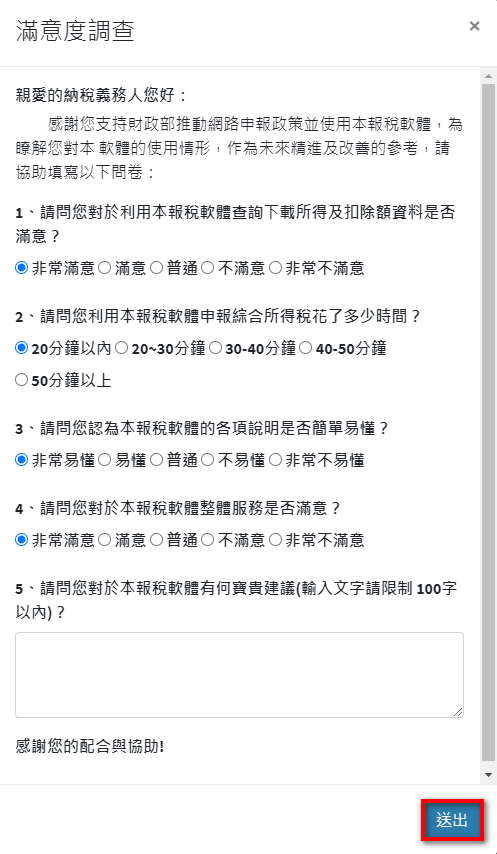 滿意度調查
×
親愛的納稅義務人您好：
感謝您支持財政部推動網路申報政策並使用本報稅軟體，為
瞭解您對本 軟體的使用情形，作為未來精進及改善的參考，請
協助填寫以下問卷：
1、請問您對於利用本報稅軟體查詢下載所得及扣除額資料是否
滿意？
非常滿意 滿意 普通 不滿意 非常不滿意
2、請問您利用本報稅軟體申報綜合所得稅花了多少時間？
20分鐘以內 20~30分鐘 30-40分鐘 40-50分鐘
50分鐘以上
3、請問您認為本報稅軟體的各項說明是否簡單易懂？
非常易懂 易懂 普通 不易懂 非常不易懂
4、請問您對於本報稅軟體整體服務是否滿意？
非常滿意 滿意 普通 不滿意 非常不滿意
5、請問您對於本報稅軟體有何寶貴建議(輸入文字請限制 100字
以內)？
感謝您的配合與協助!
送出